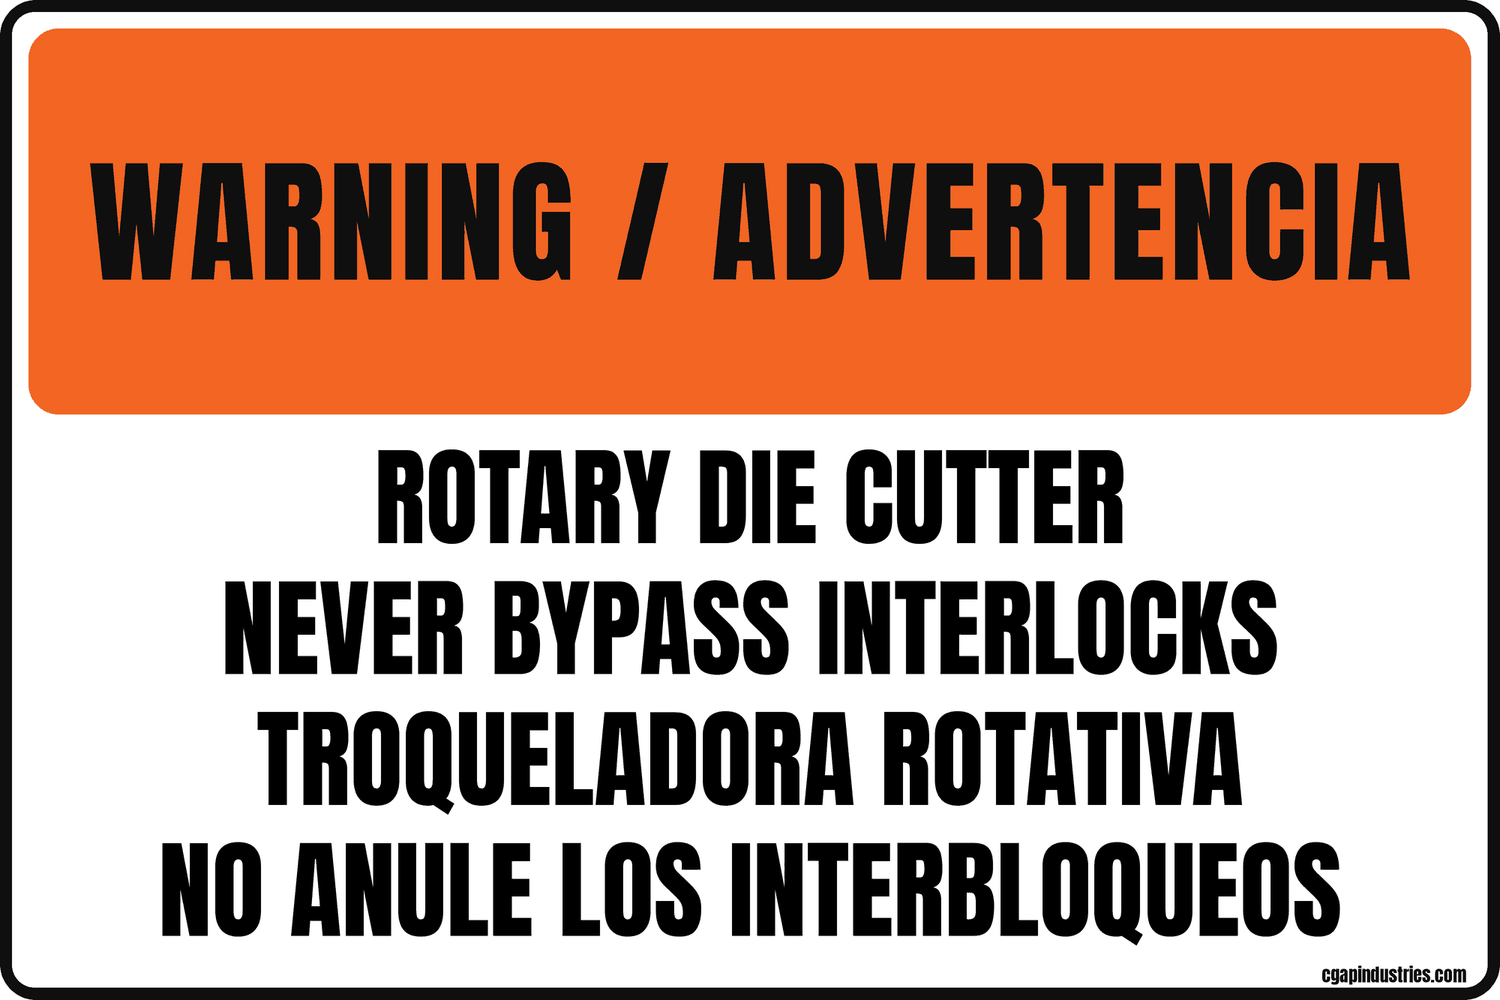 WARNING / ADVERTENCIA
ROTARY DIE CUTTER
NEVER BYPASS INTERLOCKS
TROQUELADORA ROTATIVA
NO ANULE LOS INTERBLOQUEOS
cgapindustries.com